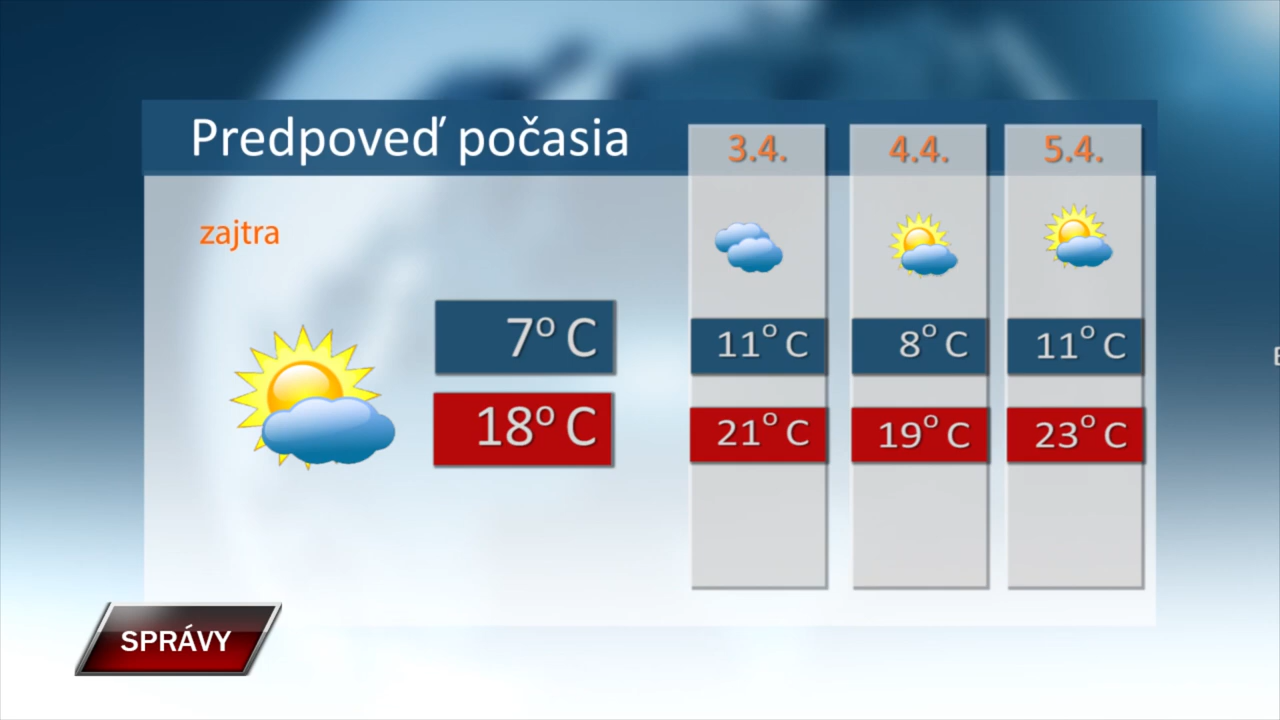 Predpoveď počasia
3.4. 4.4. 5.4.
zajtra
7° C
18° C
11° C 8° C 11° C
21° C 19° C 23° C
SPRÁVY